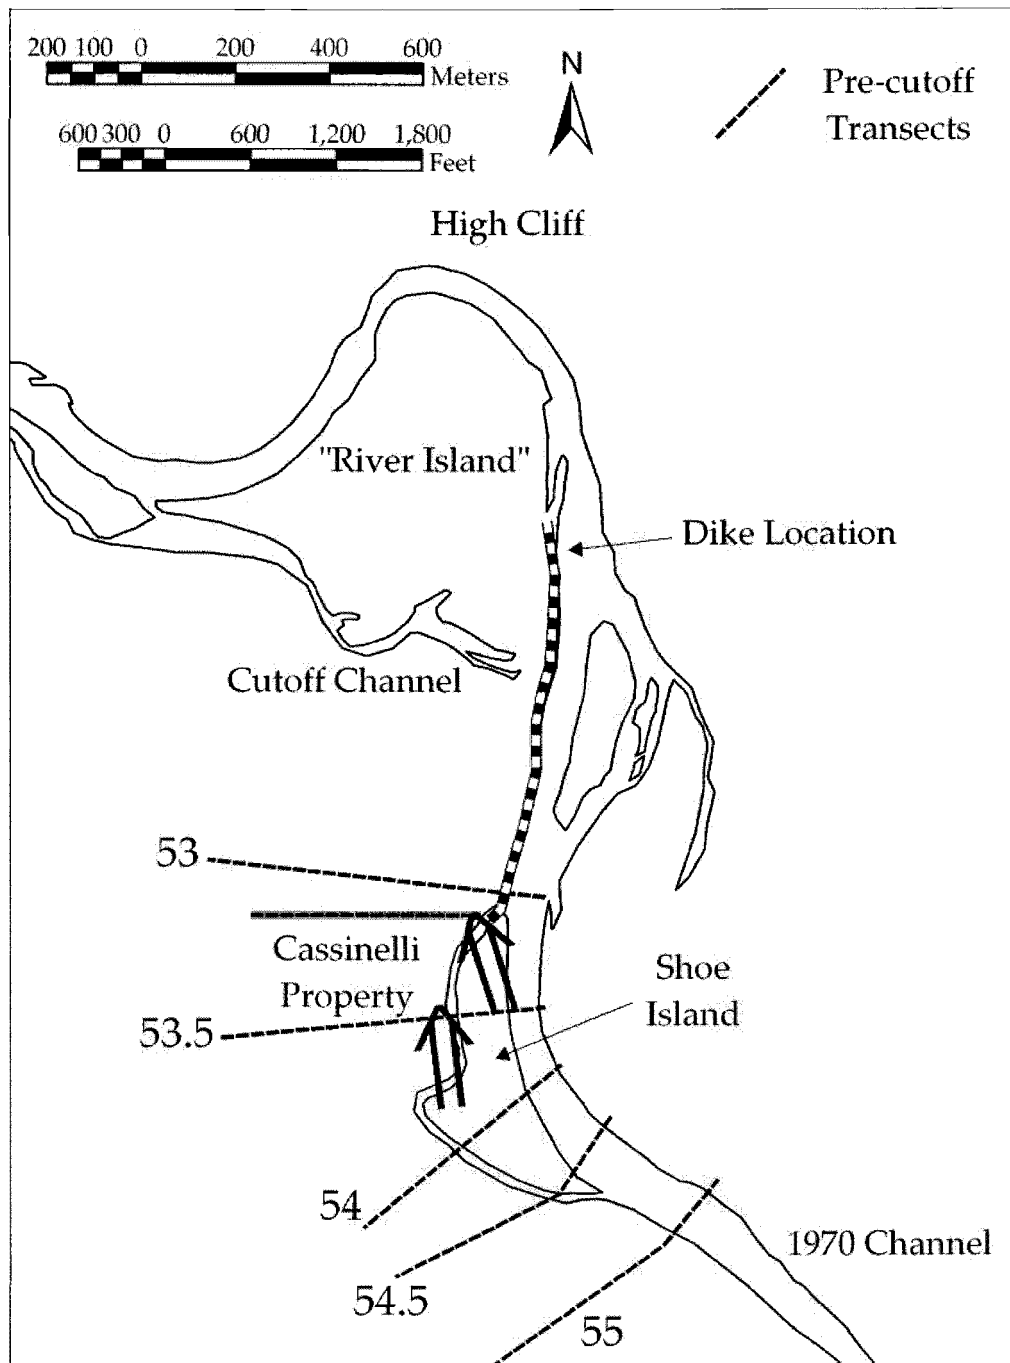 200 100 0 200 400 600
Meters
600 300 0 600 1,200 1,800
Feet
N
Pre-cutoff
Transects
High Cliff
"River Island"
Dike Location
Cutoff Channel
53
Cassinelli
Property
Shoe
Island
53.5
54
1970 Channel
54.5
55